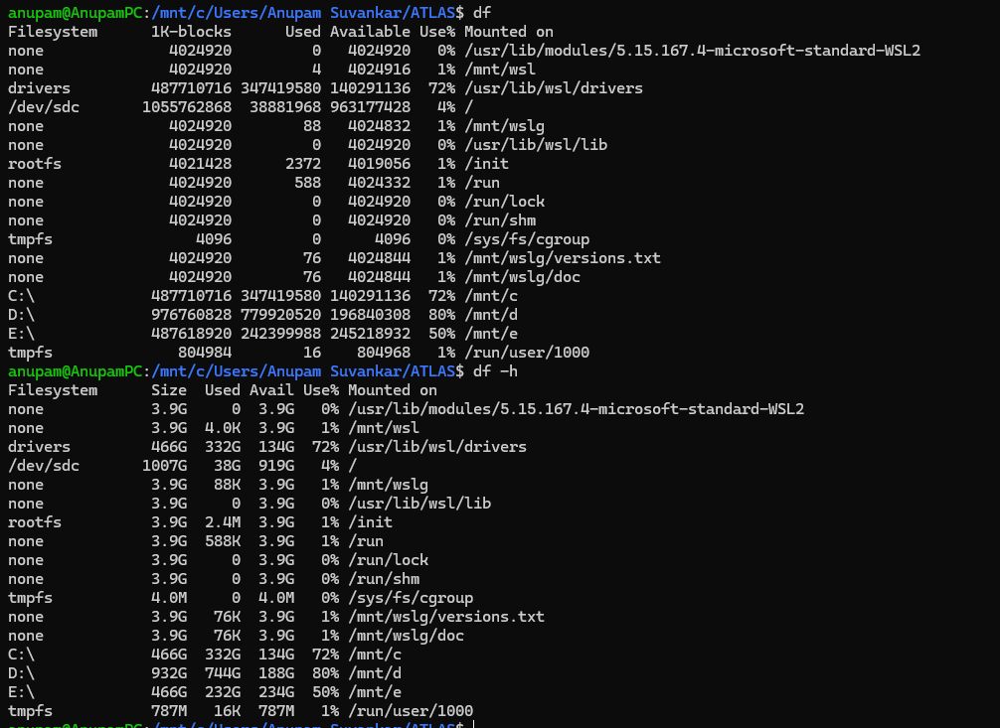 anupam@AnupamPC:/mnt/c/Users/Anupam Suvankar/ATLAS$ df
Filesystem      1K-blocks      Used Available Use% Mounted on
none              4024920         0   4024920   0% /usr/lib/modules/5.15.167.4-microsoft-standard-WSL2
none              4024920         4   4024916   1% /mnt/wsl
drivers         487710716 347419580 140291136  72% /usr/lib/wsl/drivers
/dev/sdc       1055762868  38881968 963177428   4% /
none              4024920        88   4024832   1% /mnt/wslg
none              4024920         0   4024920   0% /usr/lib/wsl/lib
rootfs            4021428      2372   4019056   1% /init
none              4024920       588   4024332   1% /run
none              4024920         0   4024920   0% /run/lock
none              4024920         0   4024920   0% /run/shm
tmpfs                4096         0      4096   0% /sys/fs/cgroup
none              4024920        76   4024844   1% /mnt/wslg/versions.txt
none              4024920        76   4024844   1% /mnt/wslg/doc
C:\             487710716 347419580 140291136  72% /mnt/c
D:\             976760828 779920520 196840308  80% /mnt/d
E:\             487618920 242399988 245218932  50% /mnt/e
tmpfs              804984        16    804968   1% /run/user/1000
anupam@AnupamPC:/mnt/c/Users/Anupam Suvankar/ATLAS$ df -h
Filesystem      Size  Used Avail Use% Mounted on
none            3.9G     0  3.9G   0% /usr/lib/modules/5.15.167.4-microsoft-standard-WSL2
none            3.9G  4.0K  3.9G   1% /mnt/wsl
drivers         466G  332G  134G  72% /usr/lib/wsl/drivers
/dev/sdc       1007G   38G  919G   4% /
none            3.9G   88K  3.9G   1% /mnt/wslg
none            3.9G     0  3.9G   0% /usr/lib/wsl/lib
rootfs          3.9G  2.4M  3.9G   1% /init
none            3.9G  588K  3.9G   1% /run
none            3.9G     0  3.9G   0% /run/lock
none            3.9G     0  3.9G   0% /run/shm
tmpfs           4.0M     0  4.0M   0% /sys/fs/cgroup
none            3.9G   76K  3.9G   1% /mnt/wslg/versions.txt
none            3.9G   76K  3.9G   1% /mnt/wslg/doc
C:\             466G  332G  134G  72% /mnt/c
D:\             932G  744G  188G  80% /mnt/d
E:\             466G  232G  234G  50% /mnt/e
tmpfs           787M   16K  787M   1% /run/user/1000
anupam@AnupamPC:/mnt/c/Users/Anupam Suvankar/ATLAS$